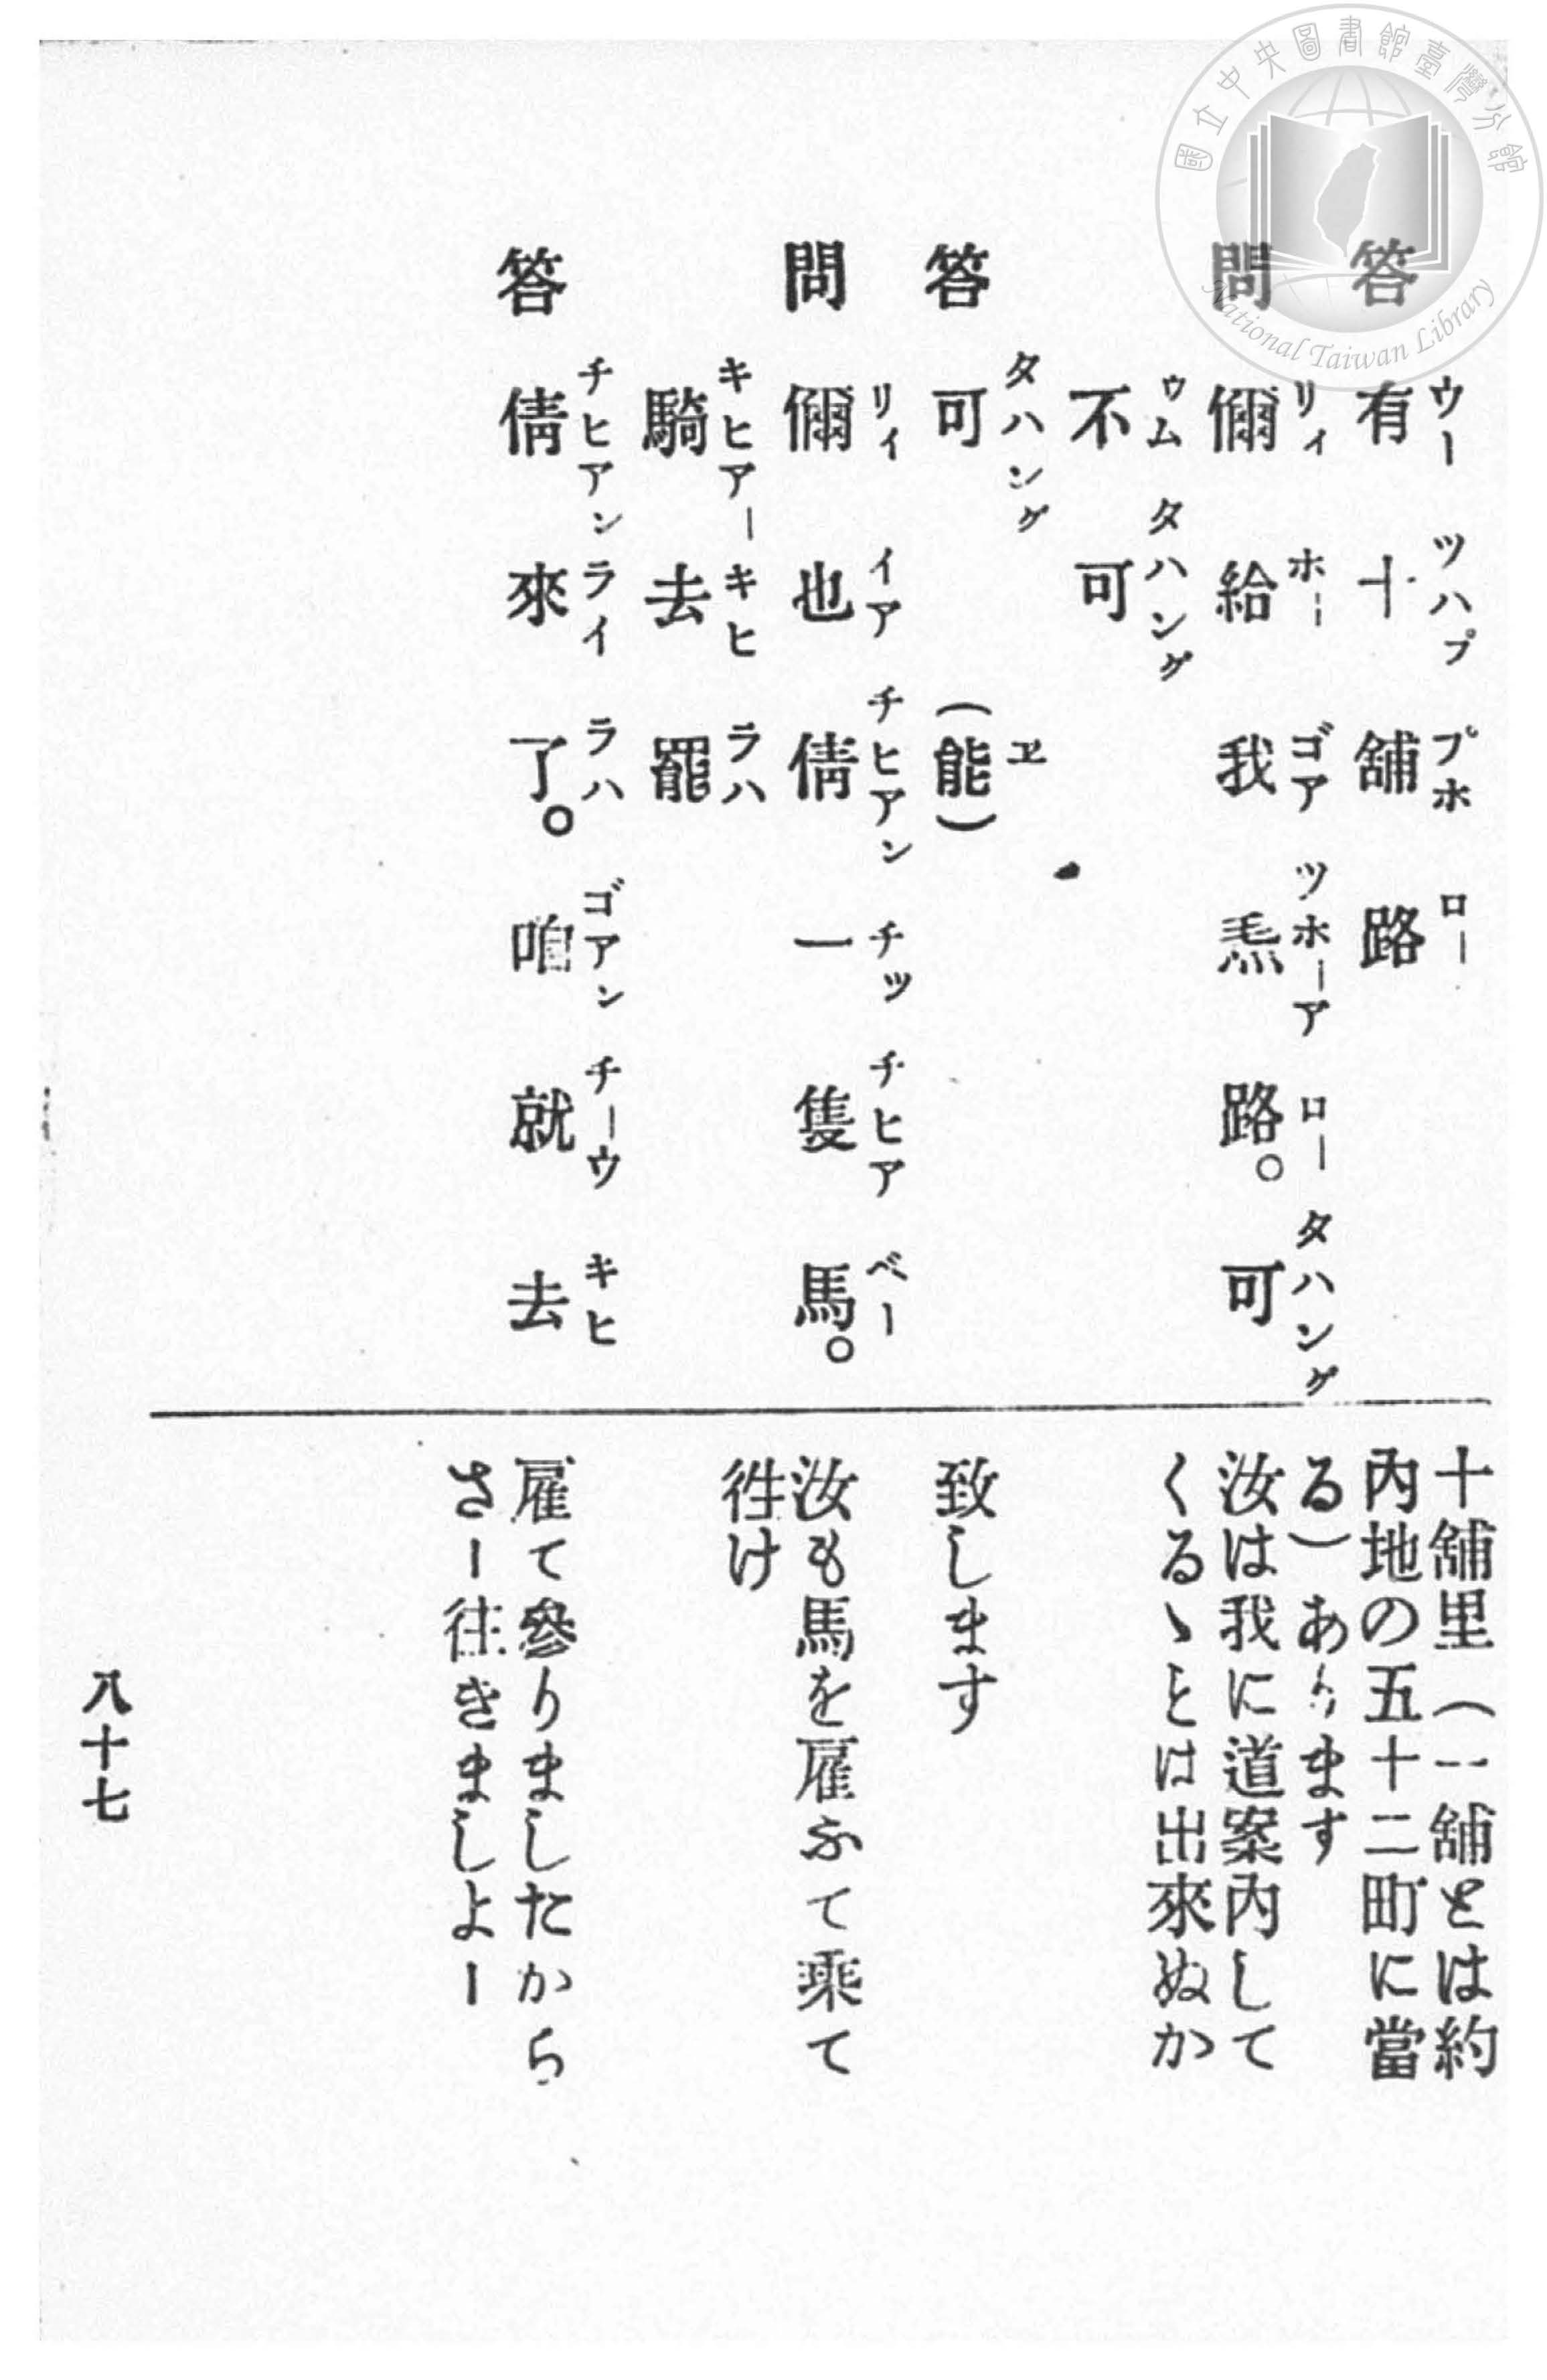 國立中央圖書館臺灣分館
National Taiwan Library
ウー ツハプ プホ ロー
答 有 十 舖 路
リィ ホー ゴア ツホーア ロー タハング
問 儞 給 我  𤆬 路。 可
ウム タハング
不 可
タハング ヱ
答 可 (能)
リィ イア チヒアン チッ チヒア ベー
問 儞 也 倩 一 隻 馬。
キヒアー キヒ ラハ
騎 去 罷
チヒアン ライ ラハ ゴアン チーウ キヒ
答 倩 來 了。 咱 就 去
十舖里(一舖とは約
內地の五十二町に當
る)あります
汝は我に道案內して
くるゝとは出來ぬか
致します
汝も馬を雇ふて乘て
徃け
雇て參りましたから
さー往きましよー
八十七